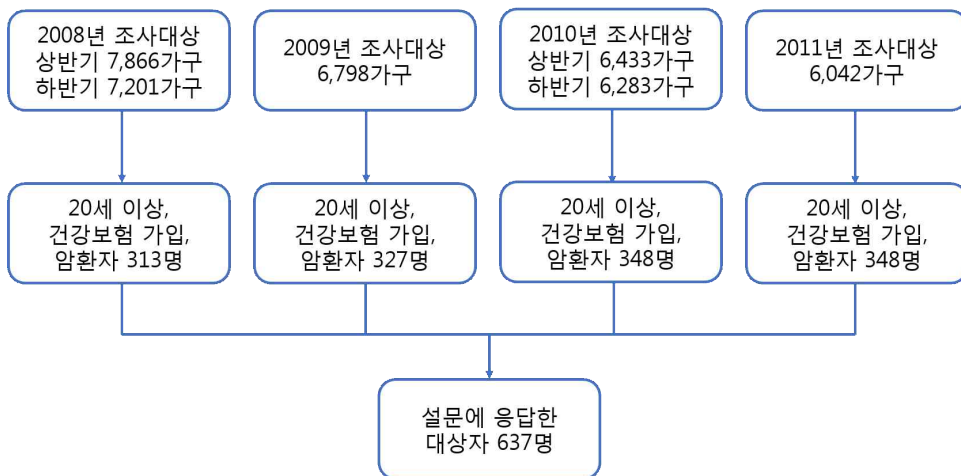 2008년 조사대상
상반기 7,866가구
하반기 7,201가구
2009년 조사대상
6,798가구
2010년 조사대상
상반기 6,433가구
하반기 6,283가구
2011년 조사대상
6,042가구
20세 이상,
건강보험 가입,
암환자 313명
20세 이상,
건강보험 가입,
암환자 327명
20세 이상,
건강보험 가입,
암환자 348명
20세 이상,
건강보험 가입,
암환자 348명
설문에 응답한
대상자 637명